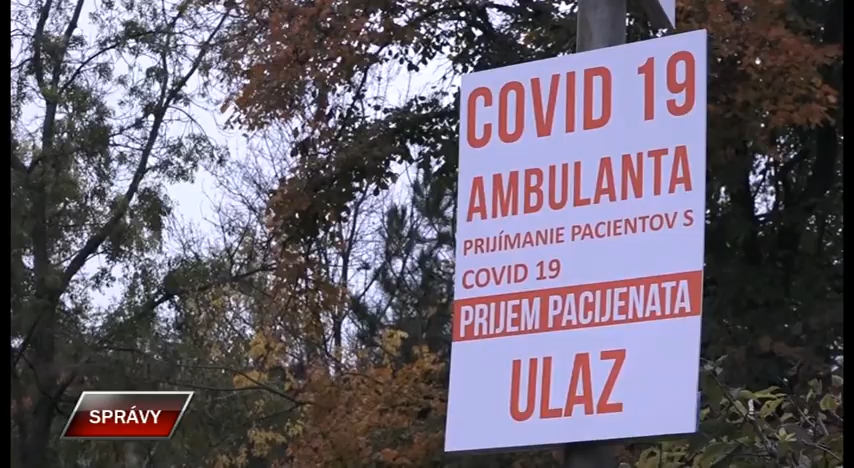 COVID 19
AMBULANTA
PRIJÍMANIE PACIENTOV S
COVID 19
PRIJEM PACIJENATA
ULAZ
SPRÁVY